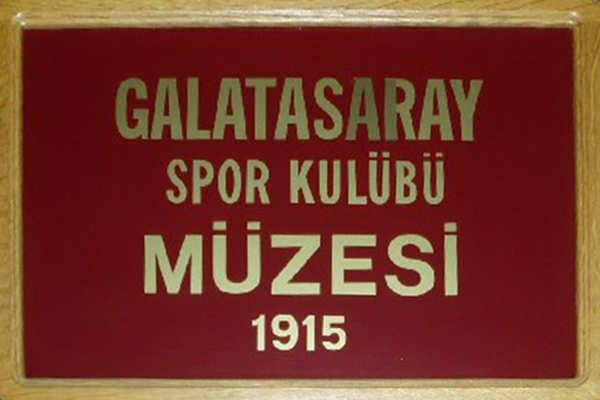 GALATASARAY
SPOR KULÜBÜ
MÜZESİ
1915